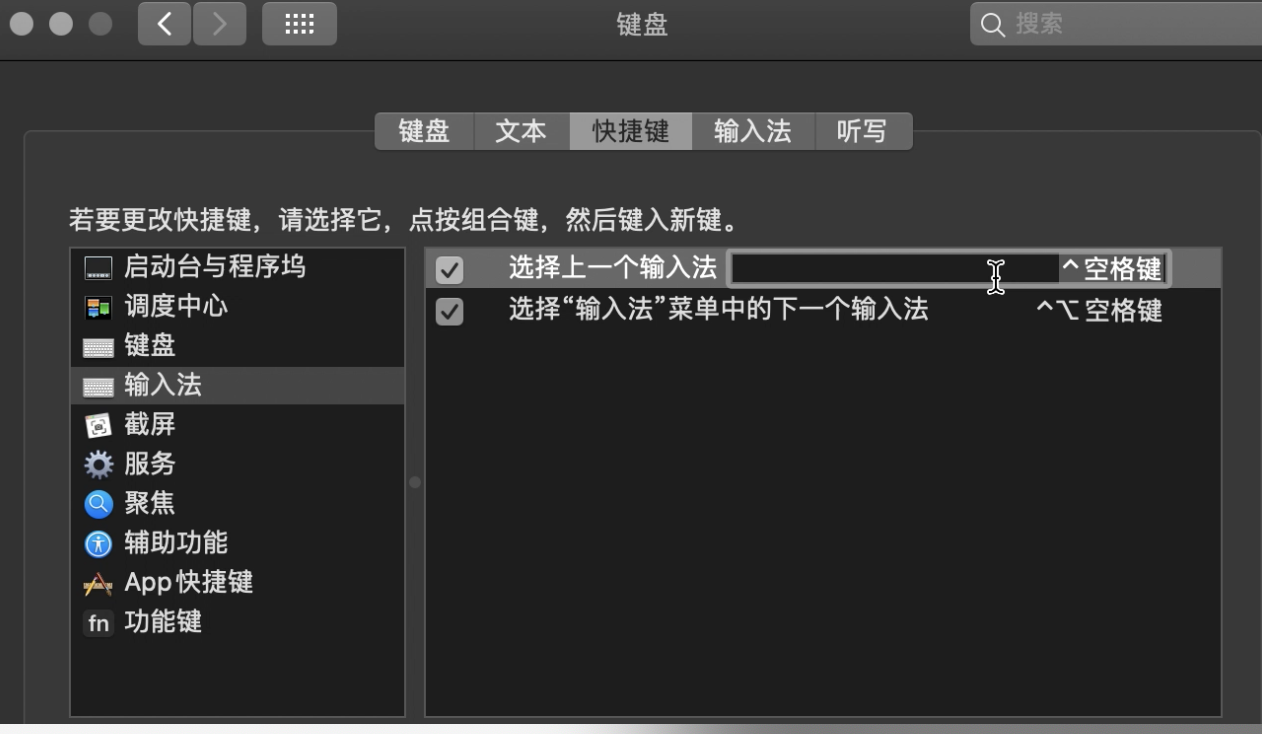 键盘
搜索
键盘 文本 快捷键 输入法 听写
若要更改快捷键，请选择它，点按组合键，然后键入新键。
启动台与程序坞
调度中心
键盘
输入法
截屏
服务
聚焦
辅助功能
App快捷键
fn 功能键
选择上一个输入法 ^空格键
选择“输入法”菜单中的下一个输入法 ^⌥空格键